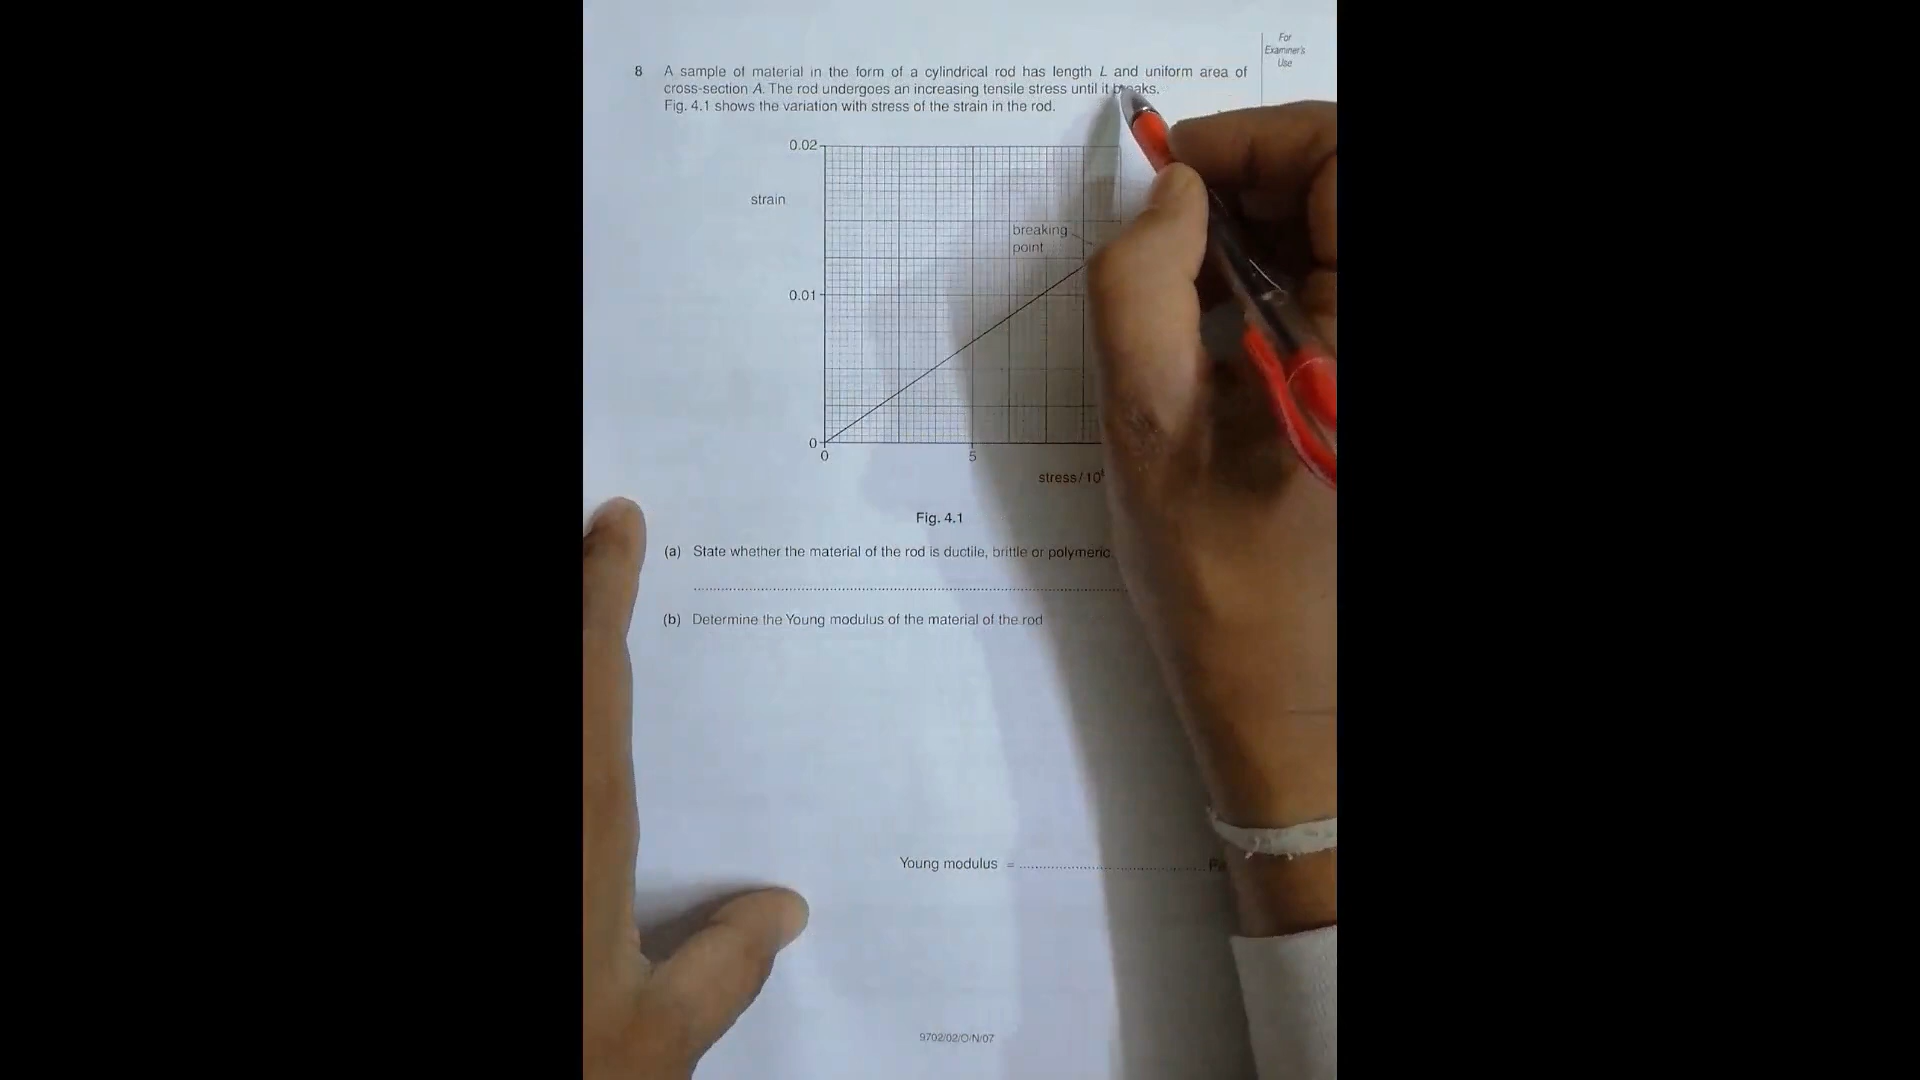 For
Examiner's
Use
8 A sample of material in the form of a cylindrical rod has length L and uniform area of
cross-section A. The rod undergoes an increasing tensile stress until it breaks.
Fig. 4.1 shows the variation with stress of the strain in the rod.
0.02
strain
breaking
point
0.01
0
0 5
stress/10
Fig. 4.1
(a) State whether the material of the rod is ductile, brittle or polymeric.
(b) Determine the Young modulus of the material of the rod
Young modulus = .......................................... Pa
9702/02/O/N/07